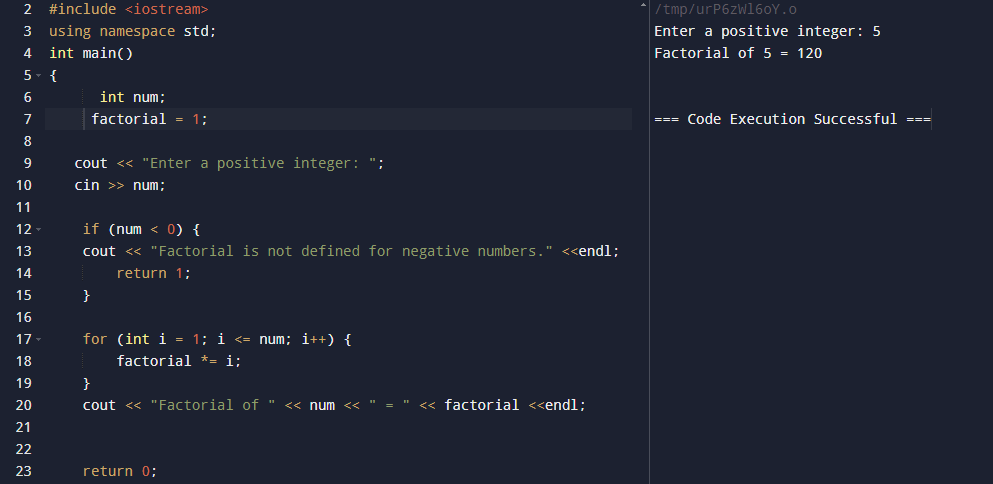 2 #include <iostream>
3 using namespace std;
4 int main()
5 {
6 int num;
7 factorial = 1;
8
9 cout << "Enter a positive integer: ";
10 cin >> num;
11
12 if (num < 0) {
13 cout << "Factorial is not defined for negative numbers." <<endl;
14 return 1;
15 }
16
17 for (int i = 1; i <= num; i++) {
18 factorial *= i;
19 }
20 cout << "Factorial of " << num << " = " << factorial <<endl;
21
22
23 return 0;
/tmp/urP6zWl6oY.o
Enter a positive integer: 5
Factorial of 5 = 120
=== Code Execution Successful ===